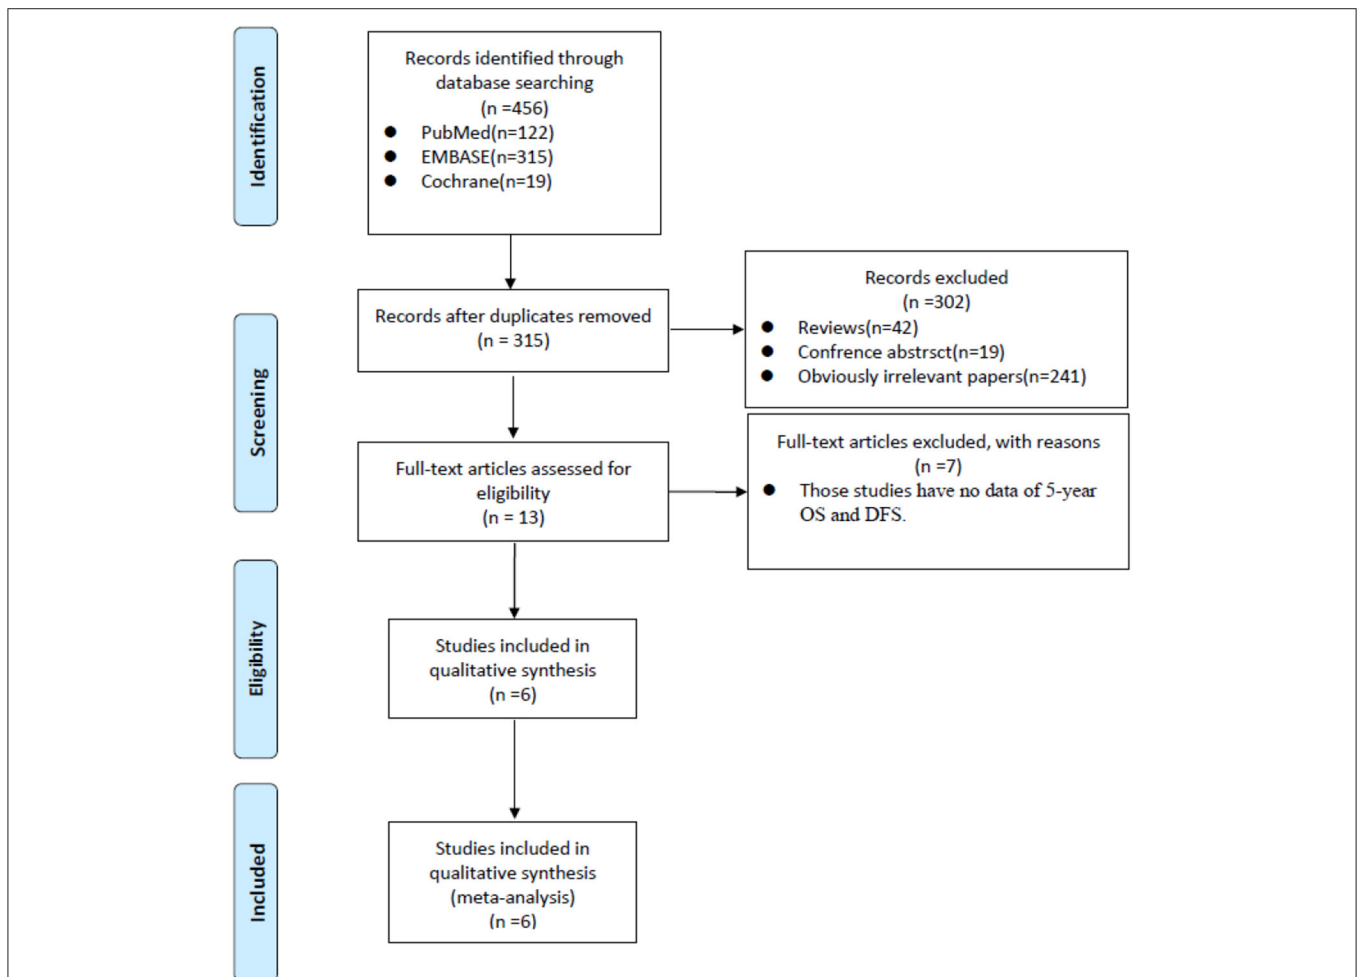 Identification
Records identified through
database searching
(n =456)
● PubMed(n=122)
● EMBASE(n=315)
● Cochrane(n=19)
Screening
Records after duplicates removed
(n = 315)
Records excluded
(n =302)
● Reviews(n=42)
● Confrence abstrsct(n=19)
● Obviously irrelevant papers(n=241)
Full-text articles assessed for
eligibility
(n = 13)
Full-text articles excluded, with reasons
(n =7)
● Those studies have no data of 5-year
OS and DFS.
Eligibility
Studies included in
qualitative synthesis
(n =6)
Included
Studies included in
qualitative synthesis
(meta-analysis)
(n =6)